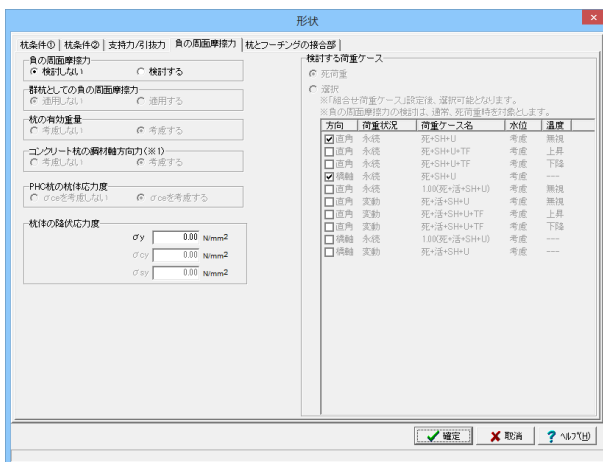 形状
杭条件① 杭条件② 支持力/引抜力 負の周面摩擦力 杭とフーチングの接合部
負の周面摩擦力
検討しない 検討する
群杭としての負の周面摩擦力
適用しない 適用する
杭の有効重量
考慮しない 考慮する
コンクリート杭の鋼材軸方向力(※1)
考慮しない 考慮する
PHC杭の杭体応力度
σceを考慮しない σceを考慮する
杭体の降伏応力度
σy 0.00 N/mm2
σcy 0.00 N/mm2
σsy 0.00 N/mm2
検討する荷重ケース
死荷重
選択
※「組合せ荷重ケース」設定後、選択可能となります。
※負の周面摩擦力の検討は、通常、死荷重時を対象とします。
方向 荷重状況 荷重ケース名 水位 温度
直角 永続 死+SH+U 考慮 無視
直角 永続 死+SH+U+TF 考慮 上昇
直角 永続 死+SH+U+TF 考慮 下降
橋軸 永続 死+SH+U 考慮 ---
直角 永続 1.00(死+活+SH+U) 考慮 無視
直角 変動 死+活+SH+U 考慮 無視
直角 変動 死+活+SH+U+TF 考慮 上昇
直角 変動 死+活+SH+U+TF 考慮 下降
橋軸 永続 1.00(死+活+SH+U) 考慮 ---
橋軸 変動 死+活+SH+U 考慮 ---
確定 取消 ヘルプ(H)